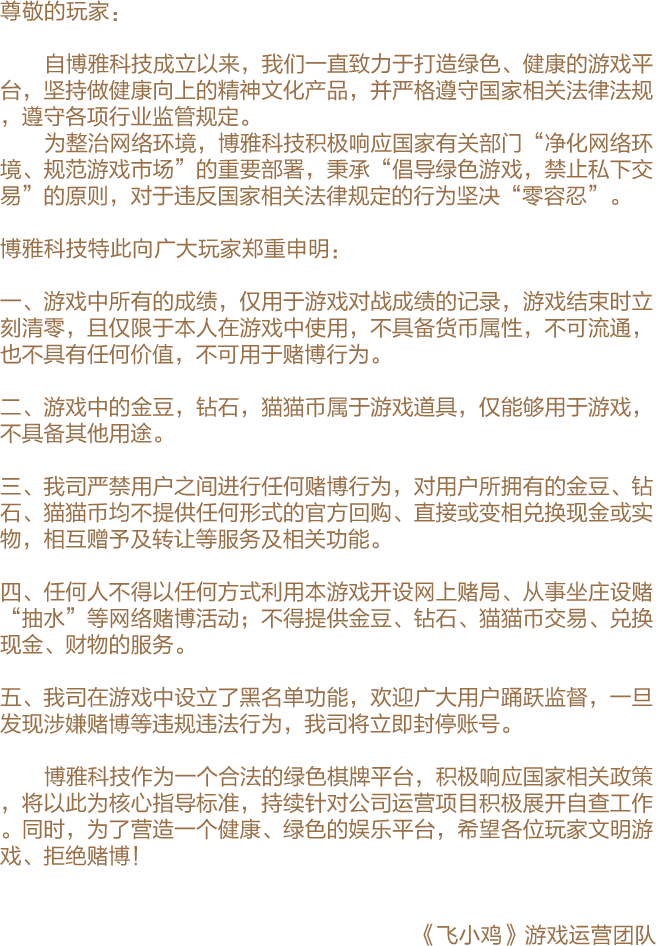 尊敬的玩家：
自博雅科技成立以来，我们一直致力于打造绿色、健康的游戏平
台，坚持做健康向上的精神文化产品，并严格遵守国家相关法律法规
，遵守各项行业监管规定。
为整治网络环境，博雅科技积极响应国家有关部门“净化网络环
境、规范游戏市场”的重要部署，秉承“倡导绿色游戏，禁止私下交
易”的原则，对于违反国家相关法律规定的行为坚决“零容忍”。
博雅科技特此向广大玩家郑重申明：
一、游戏中所有的成绩，仅用于游戏对战成绩的记录，游戏结束时立
刻清零，且仅限于本人在游戏中使用，不具备货币属性，不可流通，
也不具有任何价值，不可用于赌博行为。
二、游戏中的金豆，钻石，猫猫币属于游戏道具，仅能够用于游戏，
不具备其他用途。
三、我司严禁用户之间进行任何赌博行为，对用户所拥有的金豆、钻
石、猫猫币均不提供任何形式的官方回购、直接或变相兑换现金或实
物，相互赠予及转让等服务及相关功能。
四、任何人不得以任何方式利用本游戏开设网上赌局、从事坐庄设赌
“抽水”等网络赌博活动；不得提供金豆、钻石、猫猫币交易、兑换
现金、财物的服务。
五、我司在游戏中设立了黑名单功能，欢迎广大用户踊跃监督，一旦
发现涉嫌赌博等违规违法行为，我司将立即封停账号。
博雅科技作为一个合法的绿色棋牌平台，积极响应国家相关政策
，将以此为核心指导标准，持续针对公司运营项目积极展开自查工作
。同时，为了营造一个健康、绿色的娱乐平台，希望各位玩家文明游
戏、拒绝赌博！
《飞小鸡》游戏运营团队